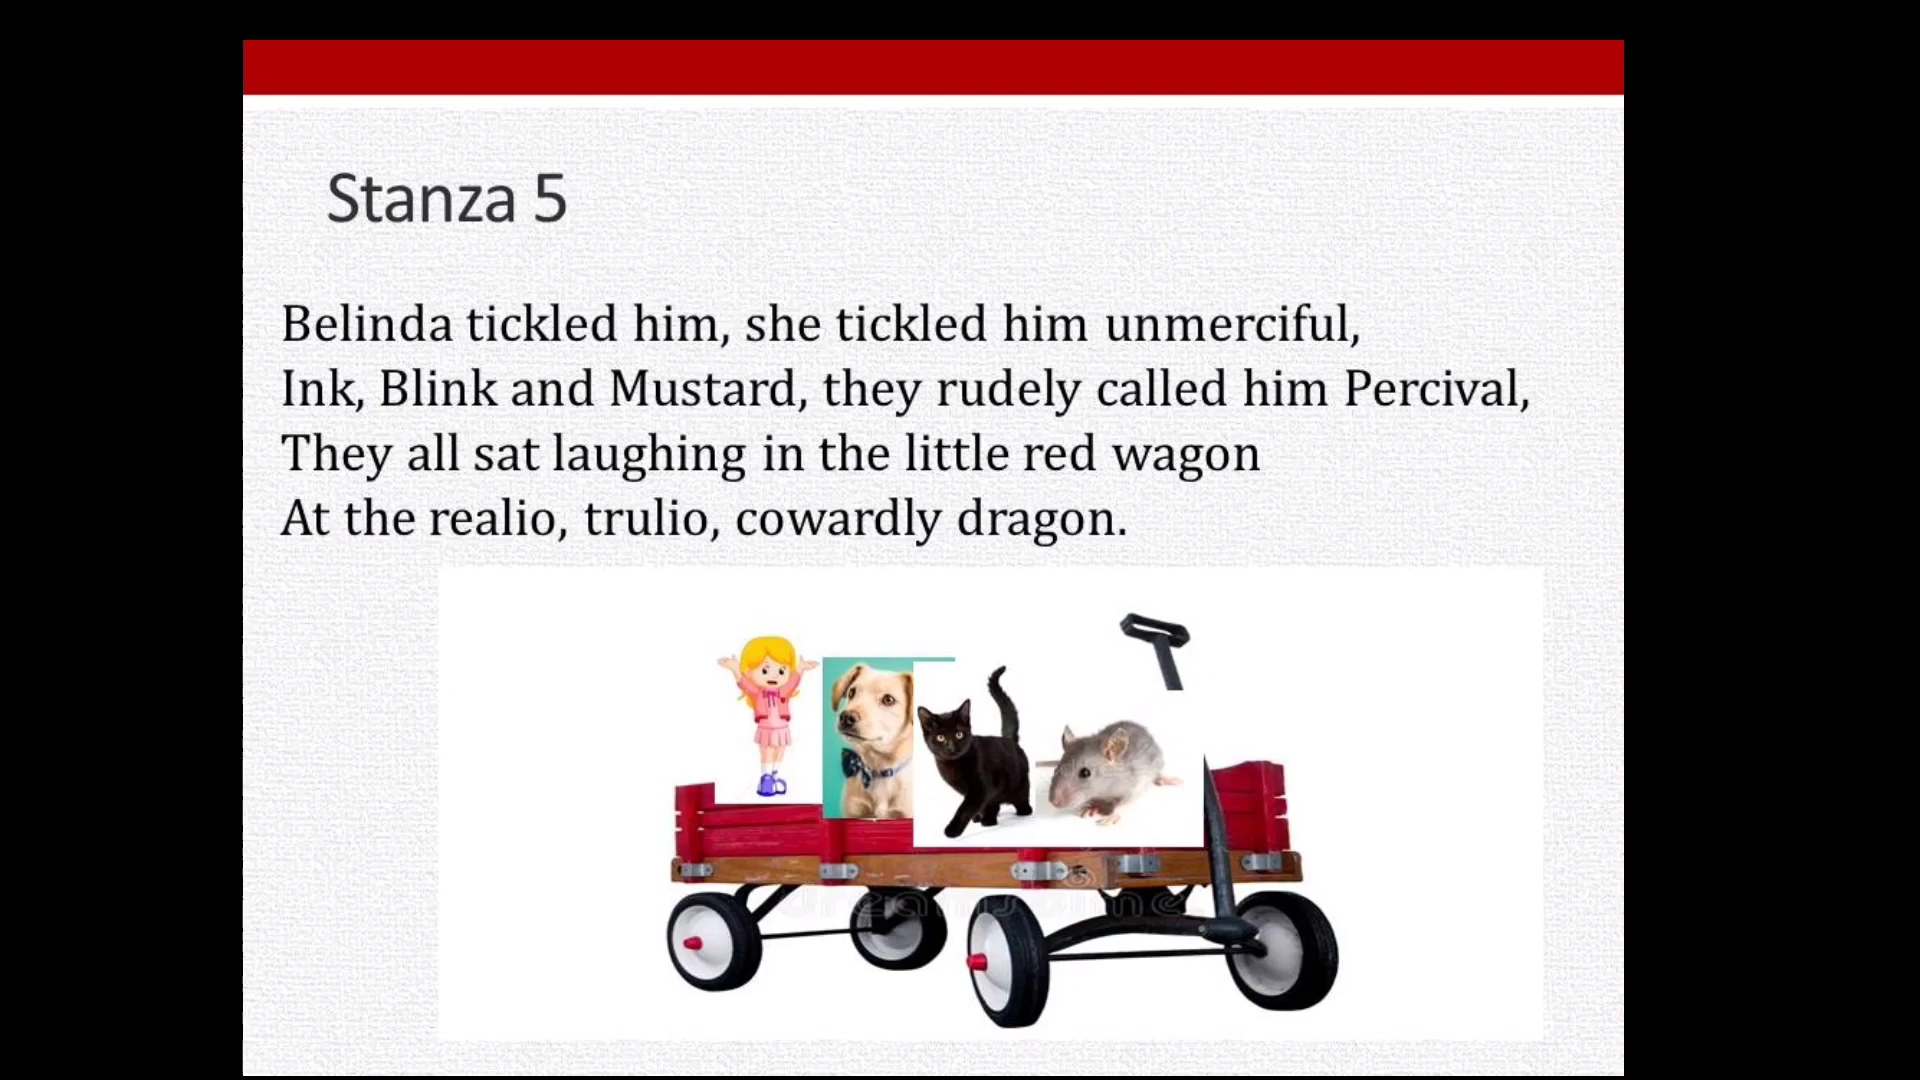 Stanza 5
Belinda tickled him, she tickled him unmerciful,
Ink, Blink and Mustard, they rudely called him Percival,
They all sat laughing in the little red wagon
At the realio, trulio, cowardly dragon.
dreamstime